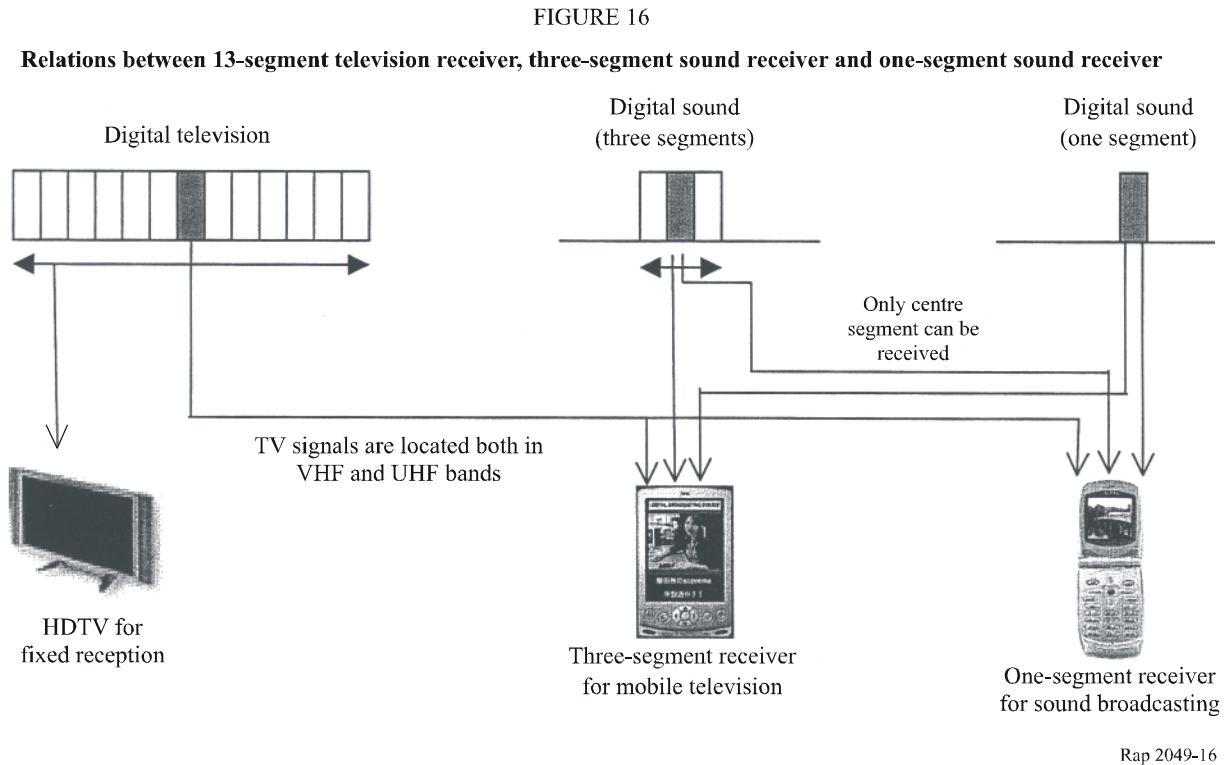 FIGURE 16
Relations between 13-segment television receiver, three-segment sound receiver and one-segment sound receiver
Digital television
Digital sound
(three segments)
Digital sound
(one segment)
Only centre
segment can be
received
TV signals are located both in
VHF and UHF bands
HDTV for
fixed reception
Three-segment receiver
for mobile television
One-segment receiver
for sound broadcasting
Rap 2049-16